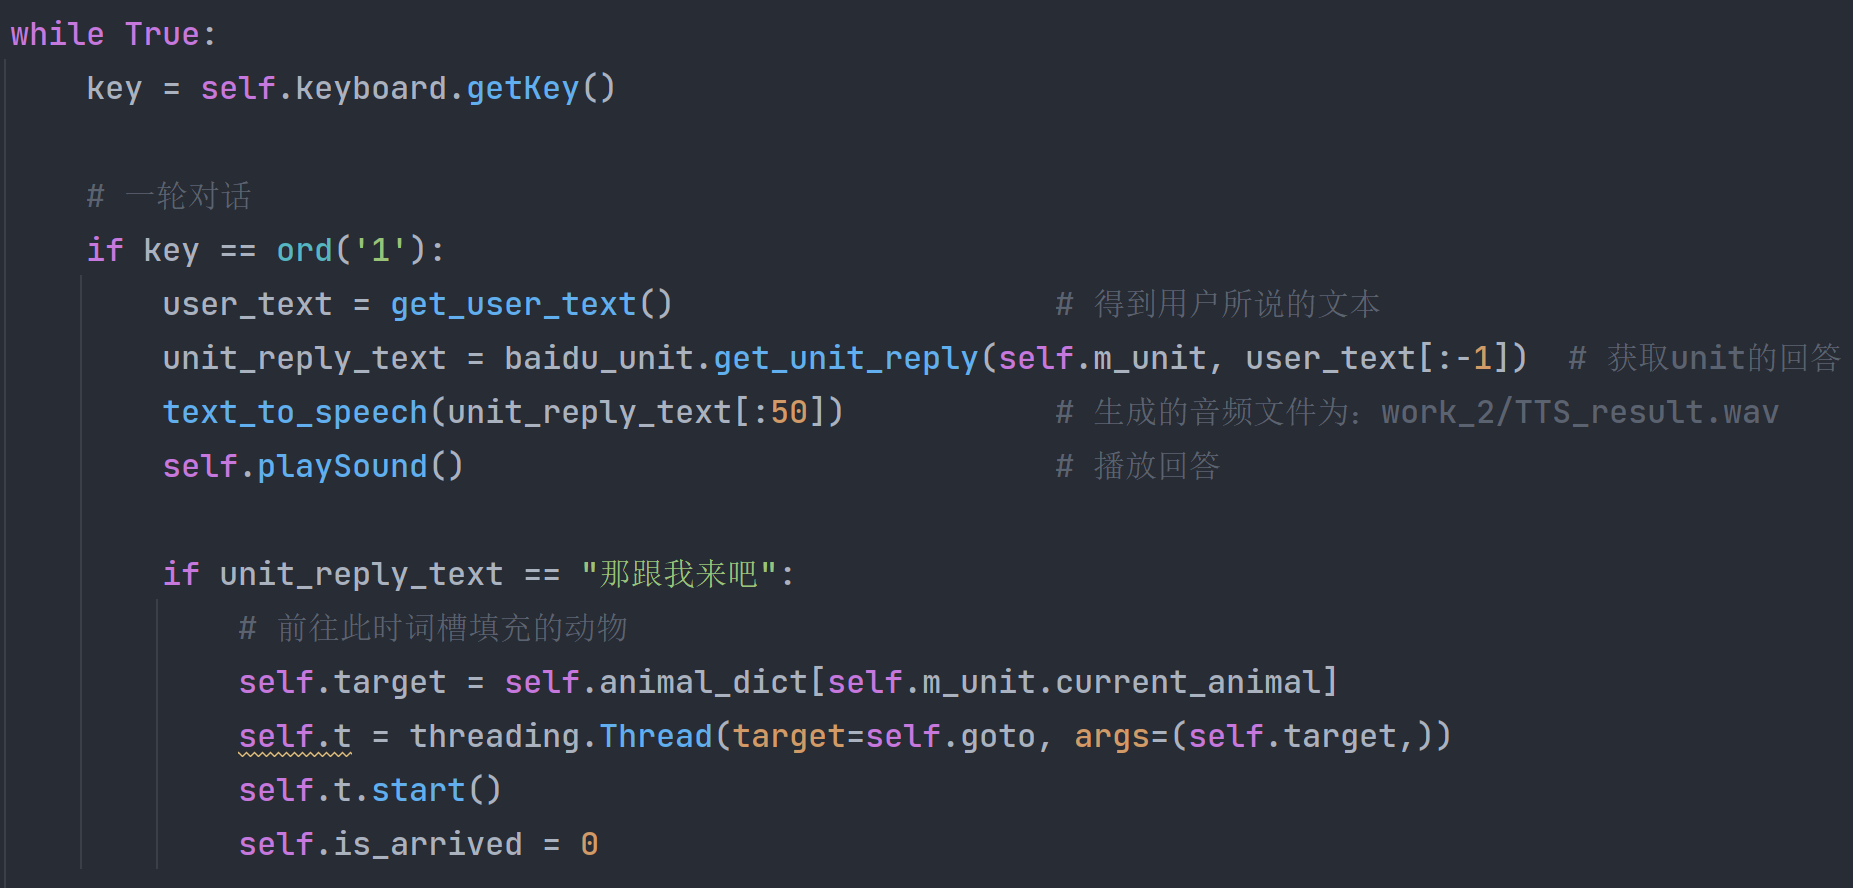 while True:
    key = self.keyboard.getKey()

    # 一轮对话
    if key == ord('1'):
        user_text = get_user_text()                    # 得到用户所说的文本
        unit_reply_text = baidu_unit.get_unit_reply(self.m_unit, user_text[:-1])  # 获取unit的回答
        text_to_speech(unit_reply_text[:50])           # 生成的音频文件为：work_2/TTS_result.wav
        self.playSound()                               # 播放回答

        if unit_reply_text == "那跟我来吧":
            # 前往此时词槽填充的动物
            self.target = self.animal_dict[self.m_unit.current_animal]
            self.t = threading.Thread(target=self.goto, args=(self.target,))
            self.t.start()
            self.is_arrived = 0